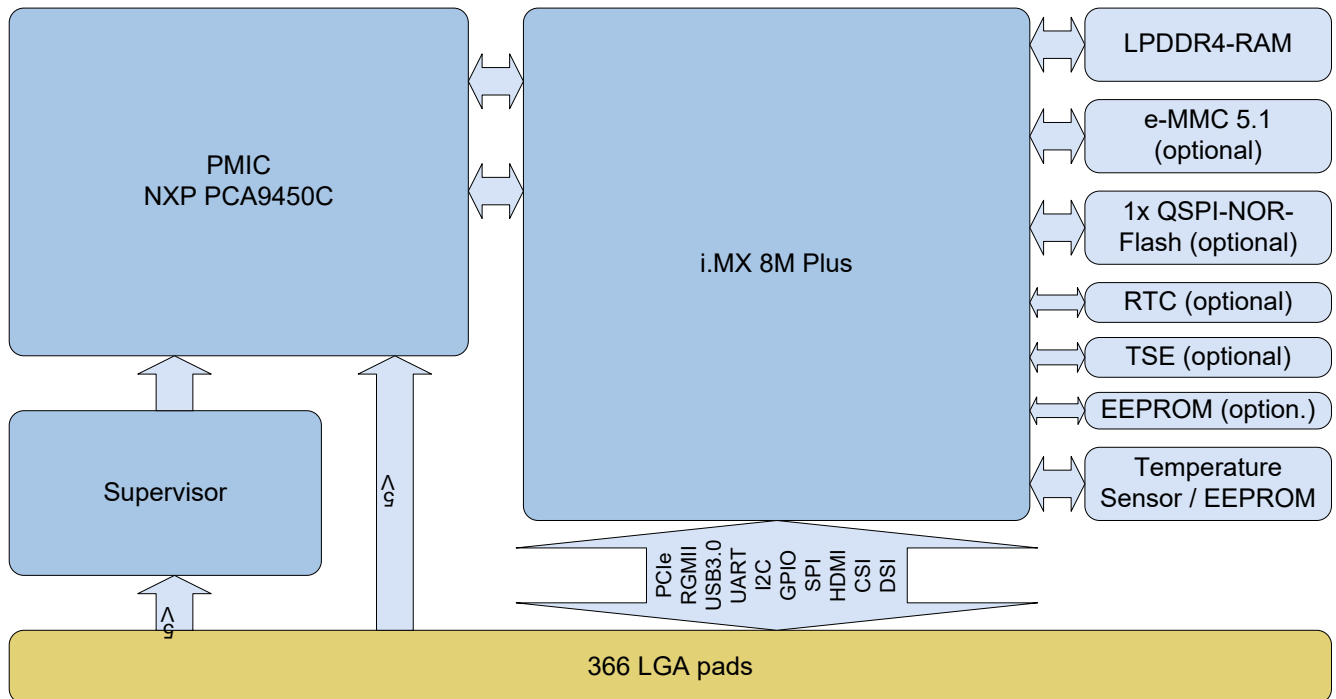 PMIC
NXP PCA9450C
i.MX 8M Plus
LPDDR4-RAM
e-MMC 5.1
(optional)
1x QSPI-NOR-
Flash (optional)
RTC (optional)
TSE (optional)
EEPROM (option.)
Temperature
Sensor / EEPROM
Supervisor
5
V
5
V
PCIe
RGMII
USB3.0
UART
I2C
GPIO
SPI
HDMI
CSI
DSI
366 LGA pads